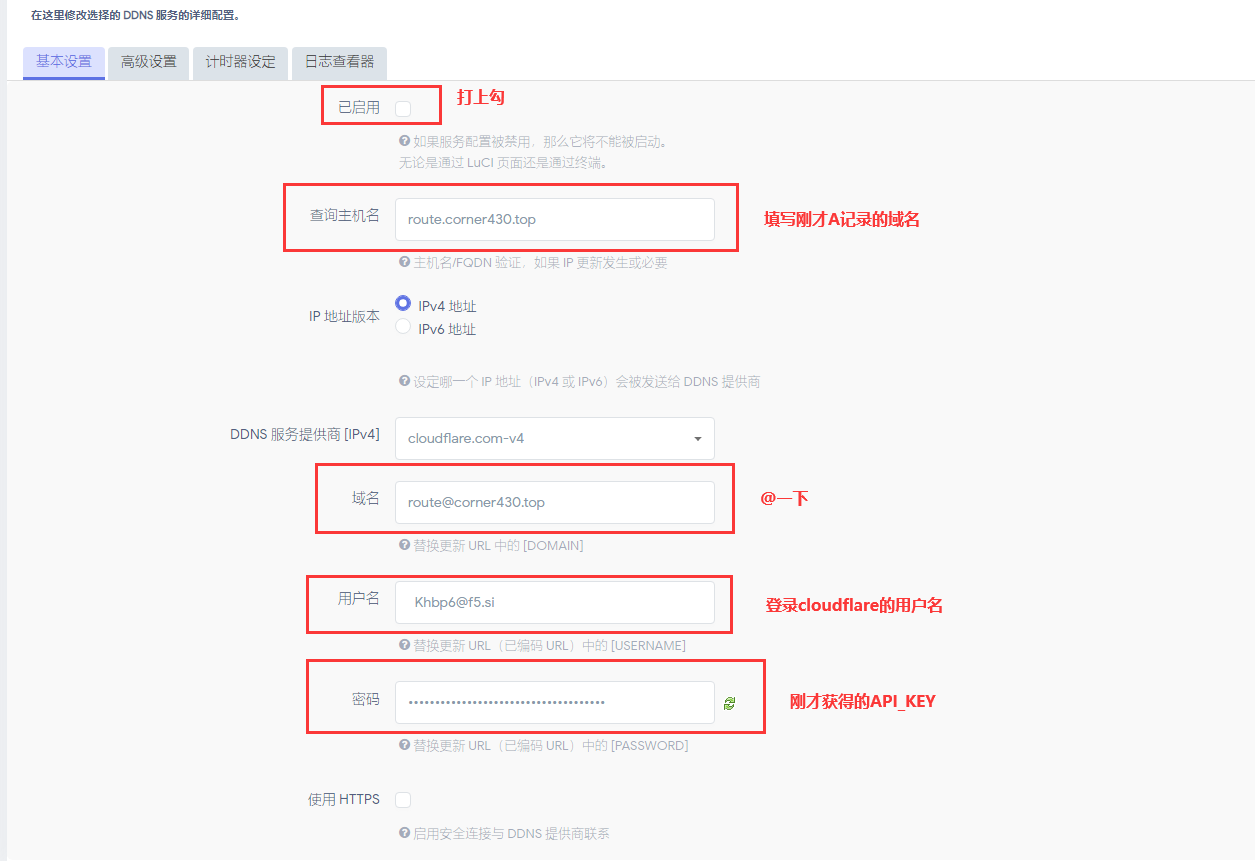 在这里修改选择的 DDNS 服务的详细配置。
基本设置 高级设置 计时器设定 日志查看器
已启用 打上勾
如果服务配置被禁用，那么它将不能被启动。
无论是通过 LuCI 页面还是通过终端。
查询主机名 route.corner430.top 填写刚才A记录的域名
主机名/FQDN 验证，如果 IP 更新发生或必要
IP 地址版本 IPv4 地址
IPv6 地址
设定哪一个 IP 地址（IPv4 或 IPv6）会被发送给 DDNS 提供商
DDNS 服务提供商 [IPv4] cloudflare.com-v4
域名 route@corner430.top @一下
替换更新 URL 中的 [DOMAIN]
用户名 Khbp6@f5.si 登录cloudflare的用户名
替换更新 URL（已编码 URL）中的 [USERNAME]
密码 刚才获得的API_KEY
替换更新 URL（已编码 URL）中的 [PASSWORD]
使用 HTTPS
启用安全连接与 DDNS 提供商联系